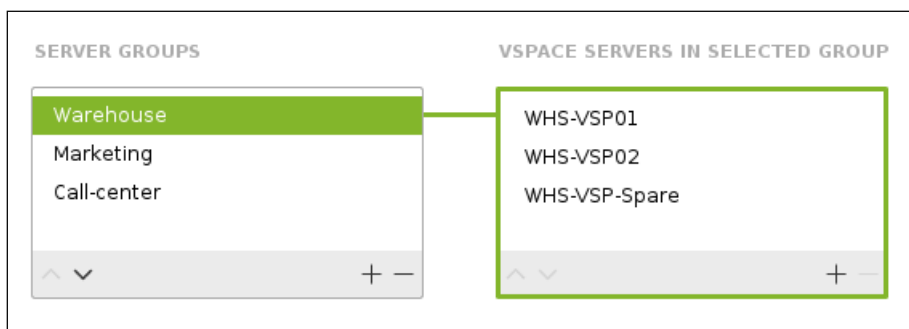 SERVER GROUPS
Warehouse
Marketing
Call-center
VSPACE SERVERS IN SELECTED GROUP
WHS-VSP01
WHS-VSP02
WHS-VSP-Spare